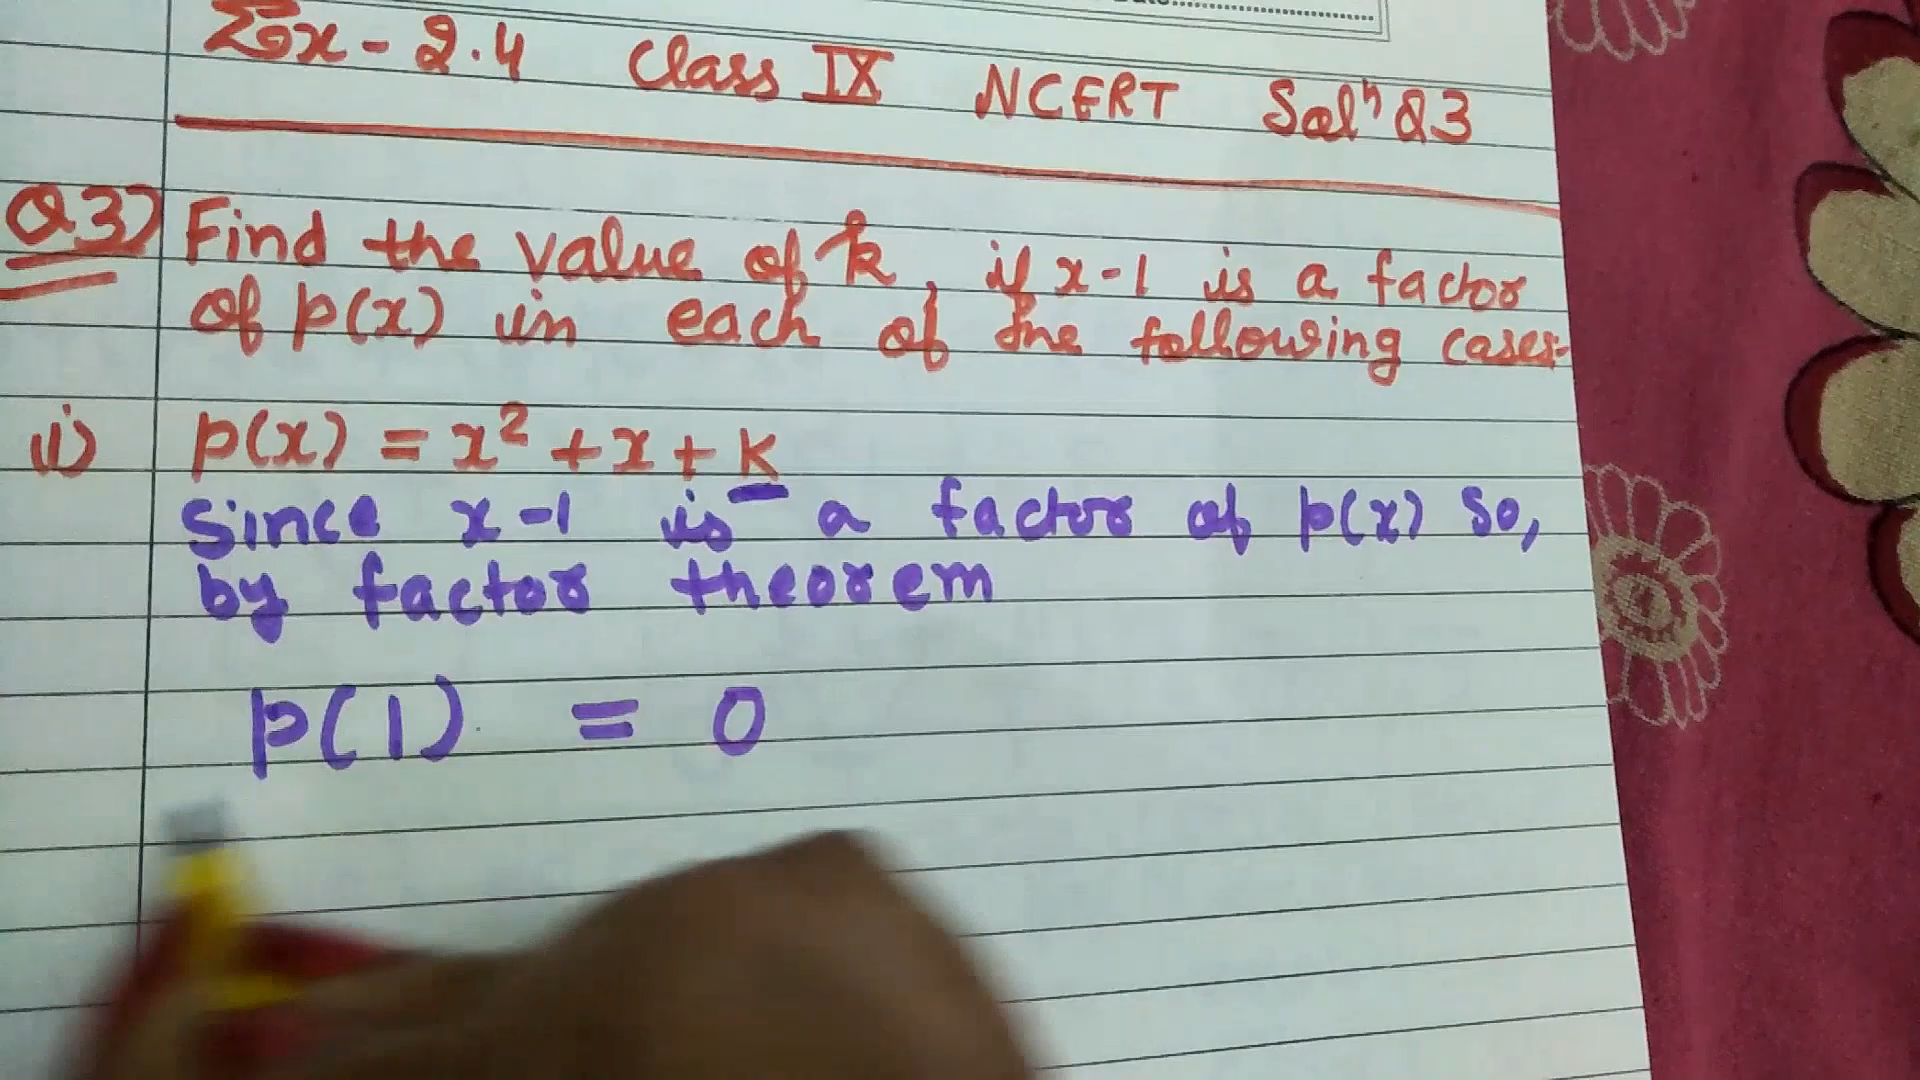 Ex - 2.4 Class IX NCERT Solⁿ Q3
Q3) Find the value of k, if x-1 is a factor
of p(x) in each of the following cases-
i) p(x) = x² + x + k
Since x-1 is a factor of p(x) so,
by factor theorem
p(1) = 0